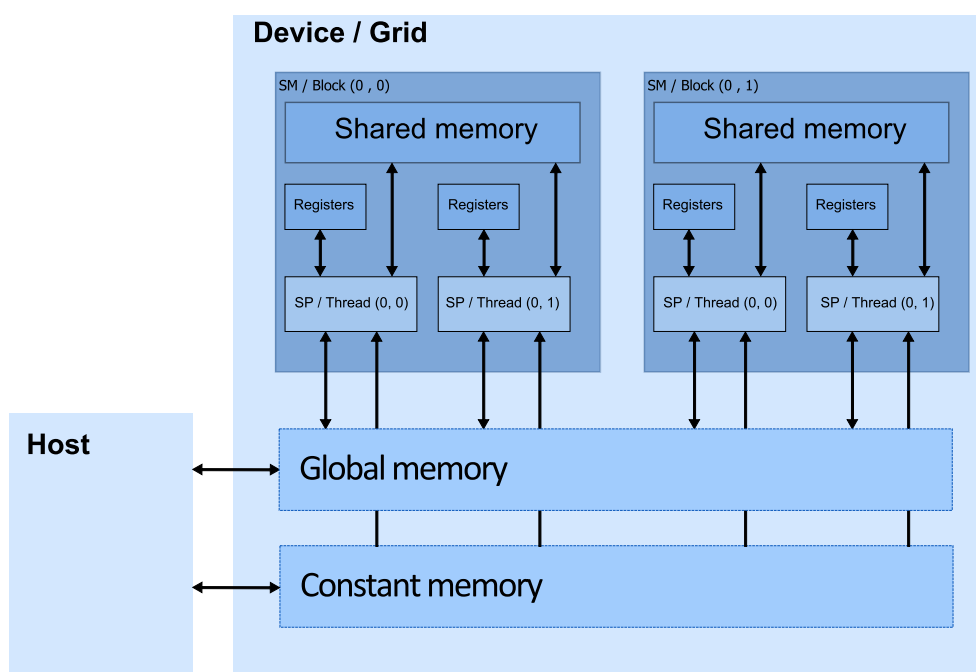 Device / Grid
SM / Block (0 , 0)
Shared memory
Registers
Registers
SP / Thread (0, 0)
SP / Thread (0, 1)
SM / Block (0 , 1)
Shared memory
Registers
Registers
SP / Thread (0, 0)
SP / Thread (0, 1)
Host
Global memory
Constant memory